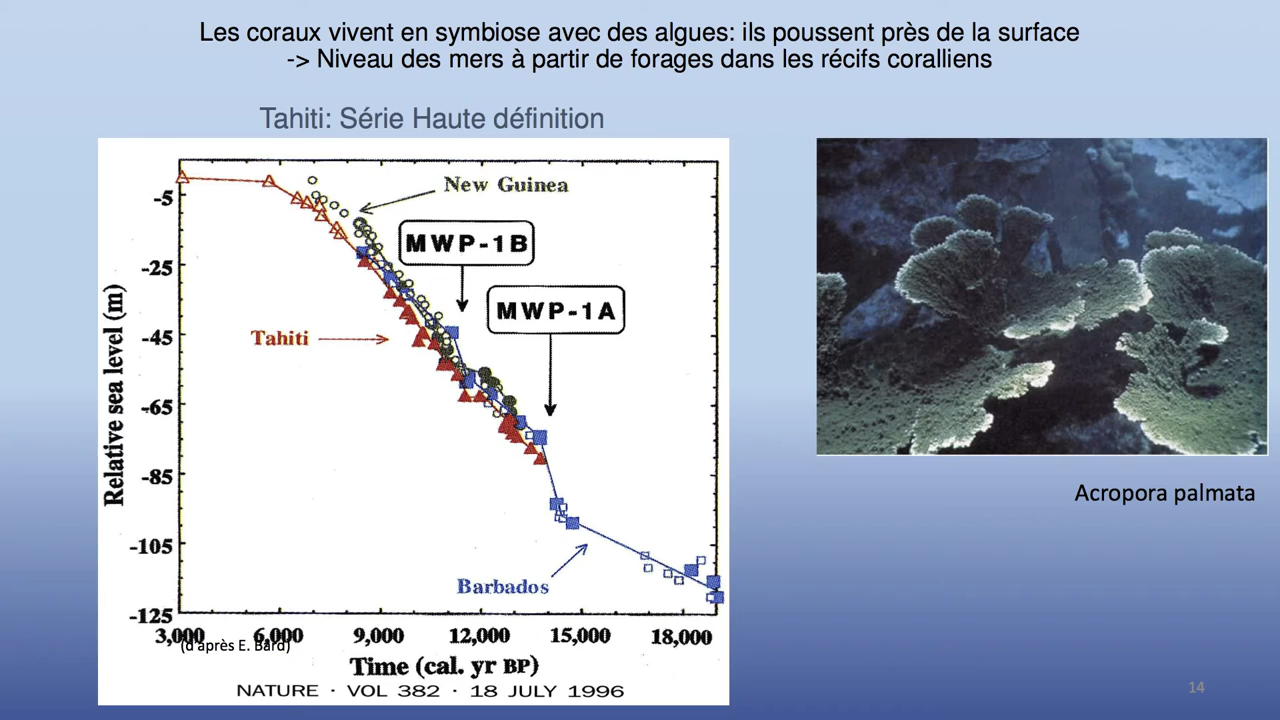 Les coraux vivent en symbiose avec des algues: ils poussent près de la surface
-> Niveau des mers à partir de forages dans les récifs coralliens
Tahiti: Série Haute définition
New Guinea
MWP-1B
MWP-1A
Tahiti
Barbados
Relative sea level (m)
-5
-25
-45
-65
-85
-105
-125
3,000 6,000 9,000 12,000 15,000 18,000
(d'après E. Bard)
Time (cal. yr BP)
NATURE · VOL 382 · 18 JULY 1996
Acropora palmata
14